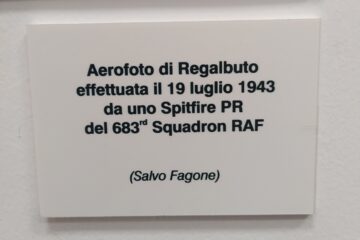 Aerofoto di Regalbuto
effettuata il 19 luglio 1943
da uno Spitfire PR
del 683rd Squadron RAF
(Salvo Fagone)